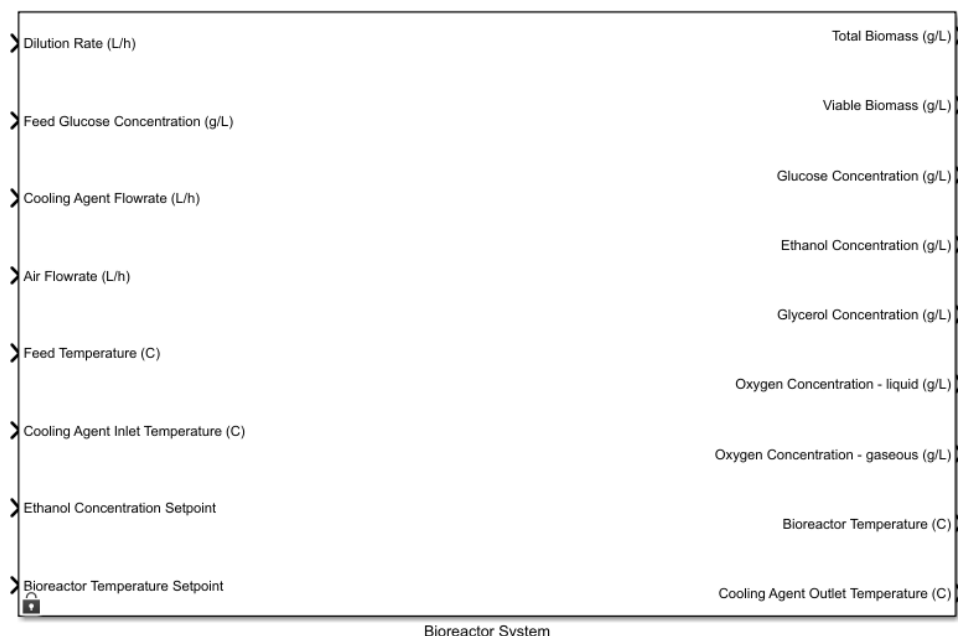 Dilution Rate (L/h)
Feed Glucose Concentration (g/L)
Cooling Agent Flowrate (L/h)
Air Flowrate (L/h)
Feed Temperature (C)
Cooling Agent Inlet Temperature (C)
Ethanol Concentration Setpoint
Bioreactor Temperature Setpoint
Total Biomass (g/L)
Viable Biomass (g/L)
Glucose Concentration (g/L)
Ethanol Concentration (g/L)
Glycerol Concentration (g/L)
Oxygen Concentration - liquid (g/L)
Oxygen Concentration - gaseous (g/L)
Bioreactor Temperature (C)
Cooling Agent Outlet Temperature (C)
Bioreactor System